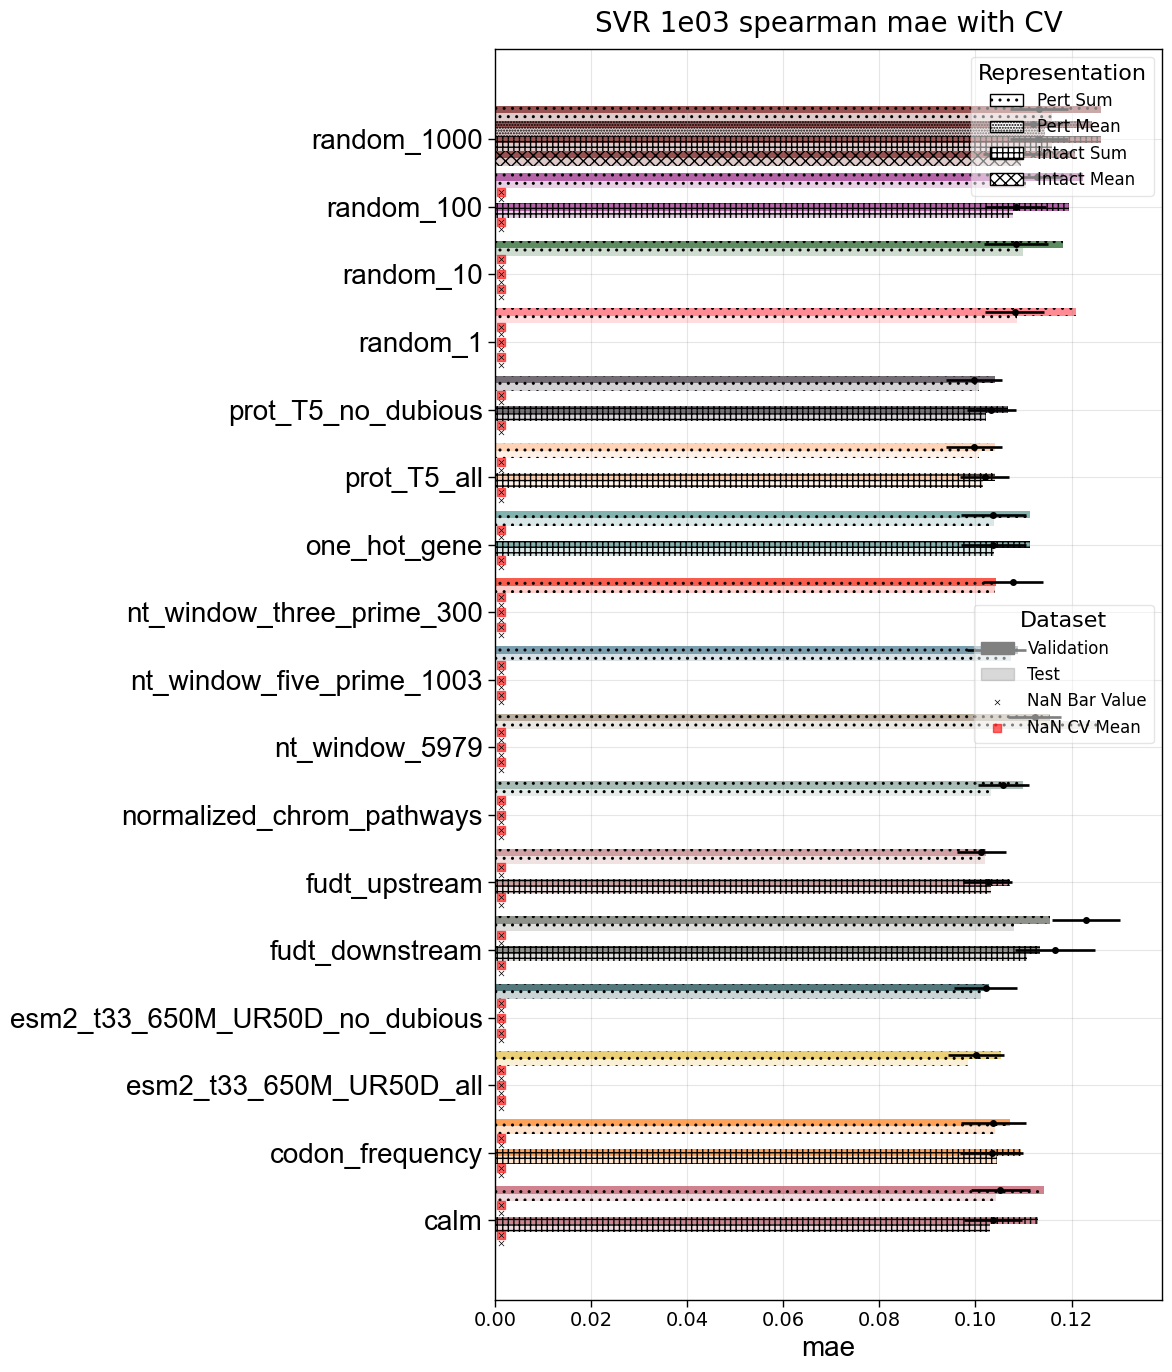 SVR 1e03 spearman mae with CV
Representation
Pert Sum
Pert Mean
Intact Sum
Intact Mean
random_1000
random_100
random_10
random_1
prot_T5_no_dubious
prot_T5_all
one_hot_gene
nt_window_three_prime_300
nt_window_five_prime_1003
nt_window_5979
normalized_chrom_pathways
fudt_upstream
fudt_downstream
esm2_t33_650M_UR50D_no_dubious
esm2_t33_650M_UR50D_all
codon_frequency
calm
Dataset
Validation
Test
NaN Bar Value
NaN CV Mean
0.00 0.02 0.04 0.06 0.08 0.10 0.12
mae